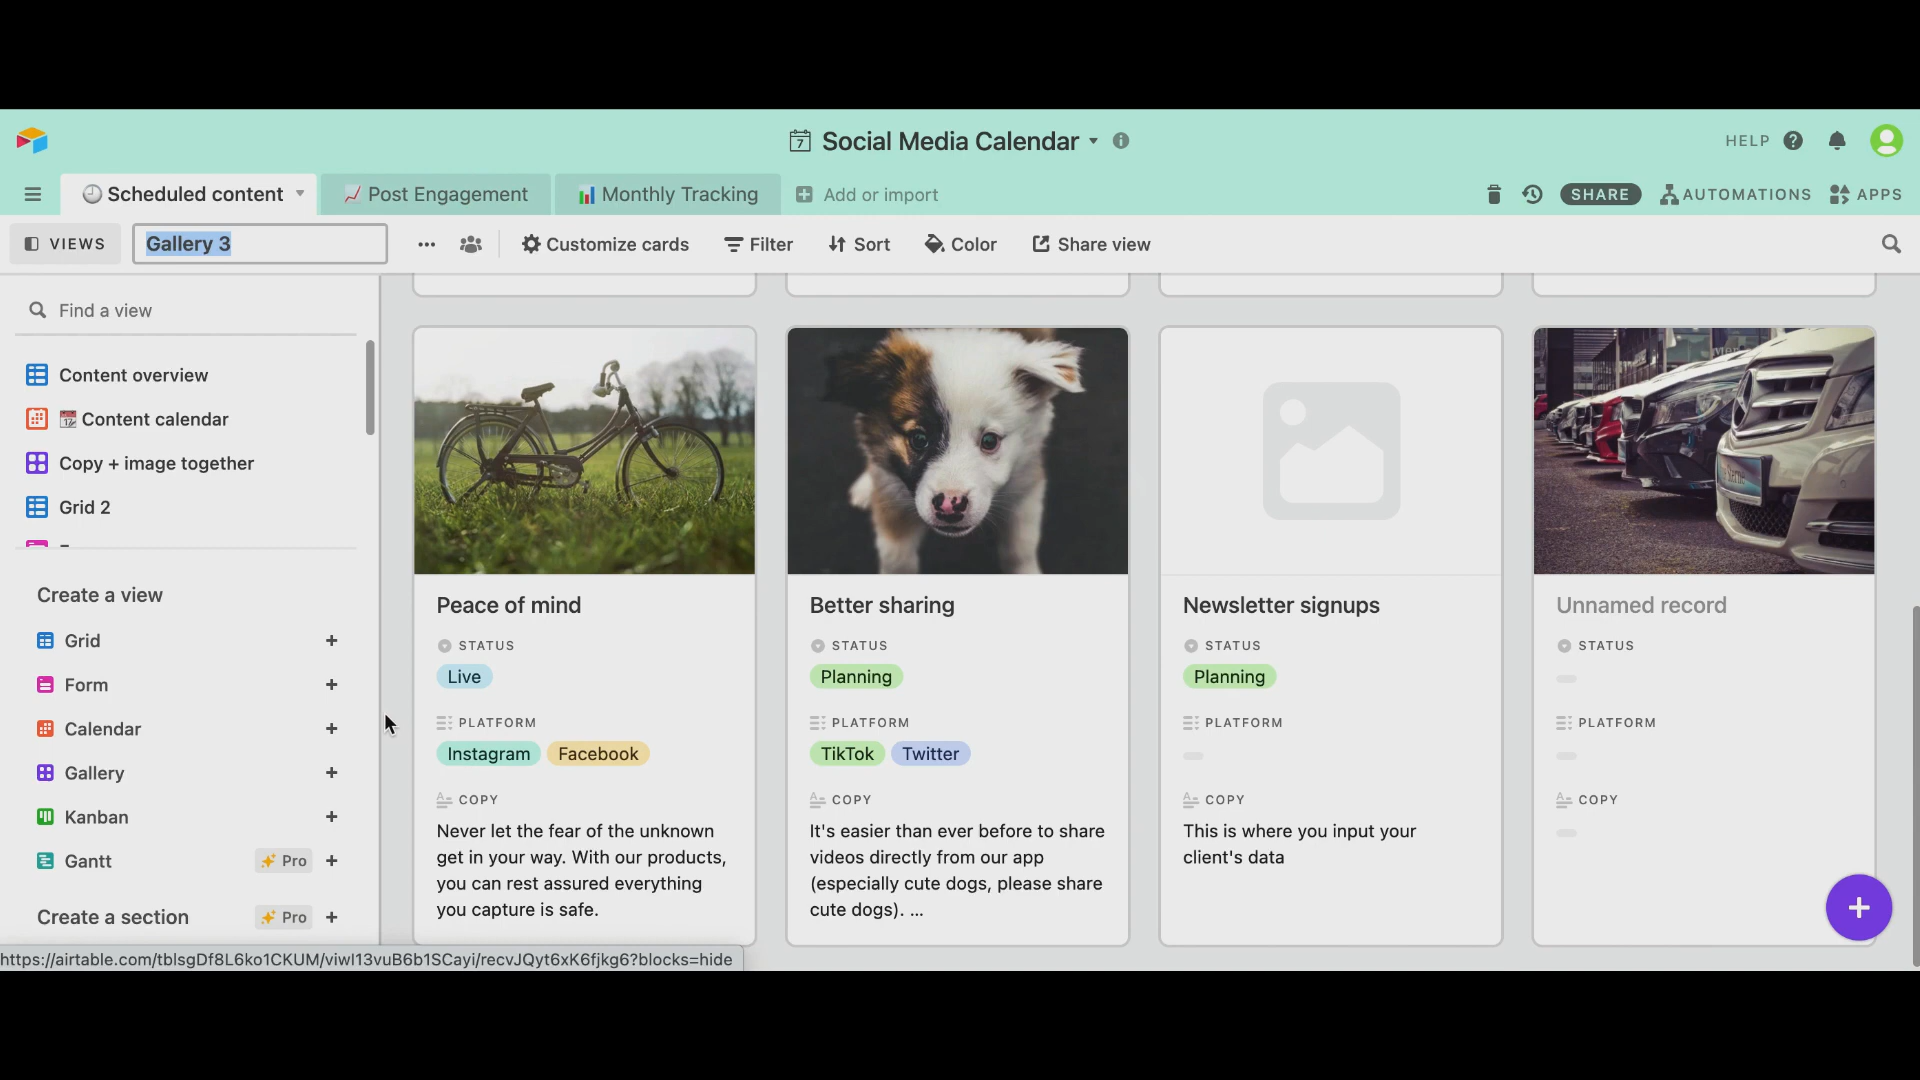 7 Social Media Calendar
HELP
Scheduled content
Post Engagement
Monthly Tracking
Add or import
SHARE
AUTOMATIONS
APPS
VIEWS
Gallery 3
Customize cards
Filter
Sort
Color
Share view
Find a view
Content overview
Content calendar
Copy + image together
Grid 2
Create a view
Grid
Form
Calendar
Gallery
Kanban
Gantt Pro
Create a section Pro
Peace of mind
STATUS
Live
PLATFORM
Instagram Facebook
COPY
Never let the fear of the unknown
get in your way. With our products,
you can rest assured everything
you capture is safe.
Better sharing
STATUS
Planning
PLATFORM
TikTok Twitter
COPY
It's easier than ever before to share
videos directly from our app
(especially cute dogs, please share
cute dogs). ...
Newsletter signups
STATUS
Planning
PLATFORM
COPY
This is where you input your
client's data
Unnamed record
STATUS
PLATFORM
COPY
https://airtable.com/tblsgDf8L6ko1CKUM/viwl13vuB6b1SCayi/recvJQyt6xK6fjkg6?blocks=hide